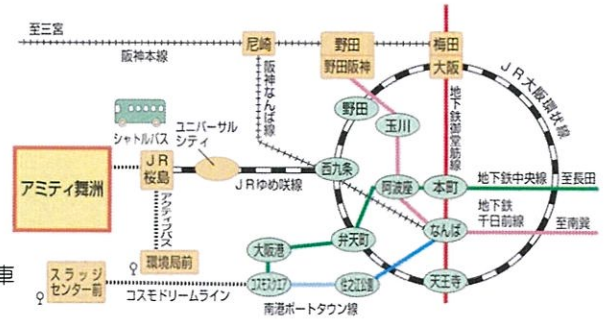 至三宮
阪神本線
尼崎
野田
野田阪神
梅田
大阪
JR大阪環状線
阪神なんば線
地下鉄御堂筋線
野田
玉川
シャトルバス
ユニバーサル
シティ
アミティ舞洲
JR
桜島
JRゆめ咲線
西九条
阿波座
本町
地下鉄中央線
至長田
アクティブバス
地下鉄
千日前線
なんば
至南巽
弁天町
大阪港
環境局前
車
スラッジ
センター前
コスモドリームライン
コスモスクエア
住之江公園
天王寺
南港ポートタウン線